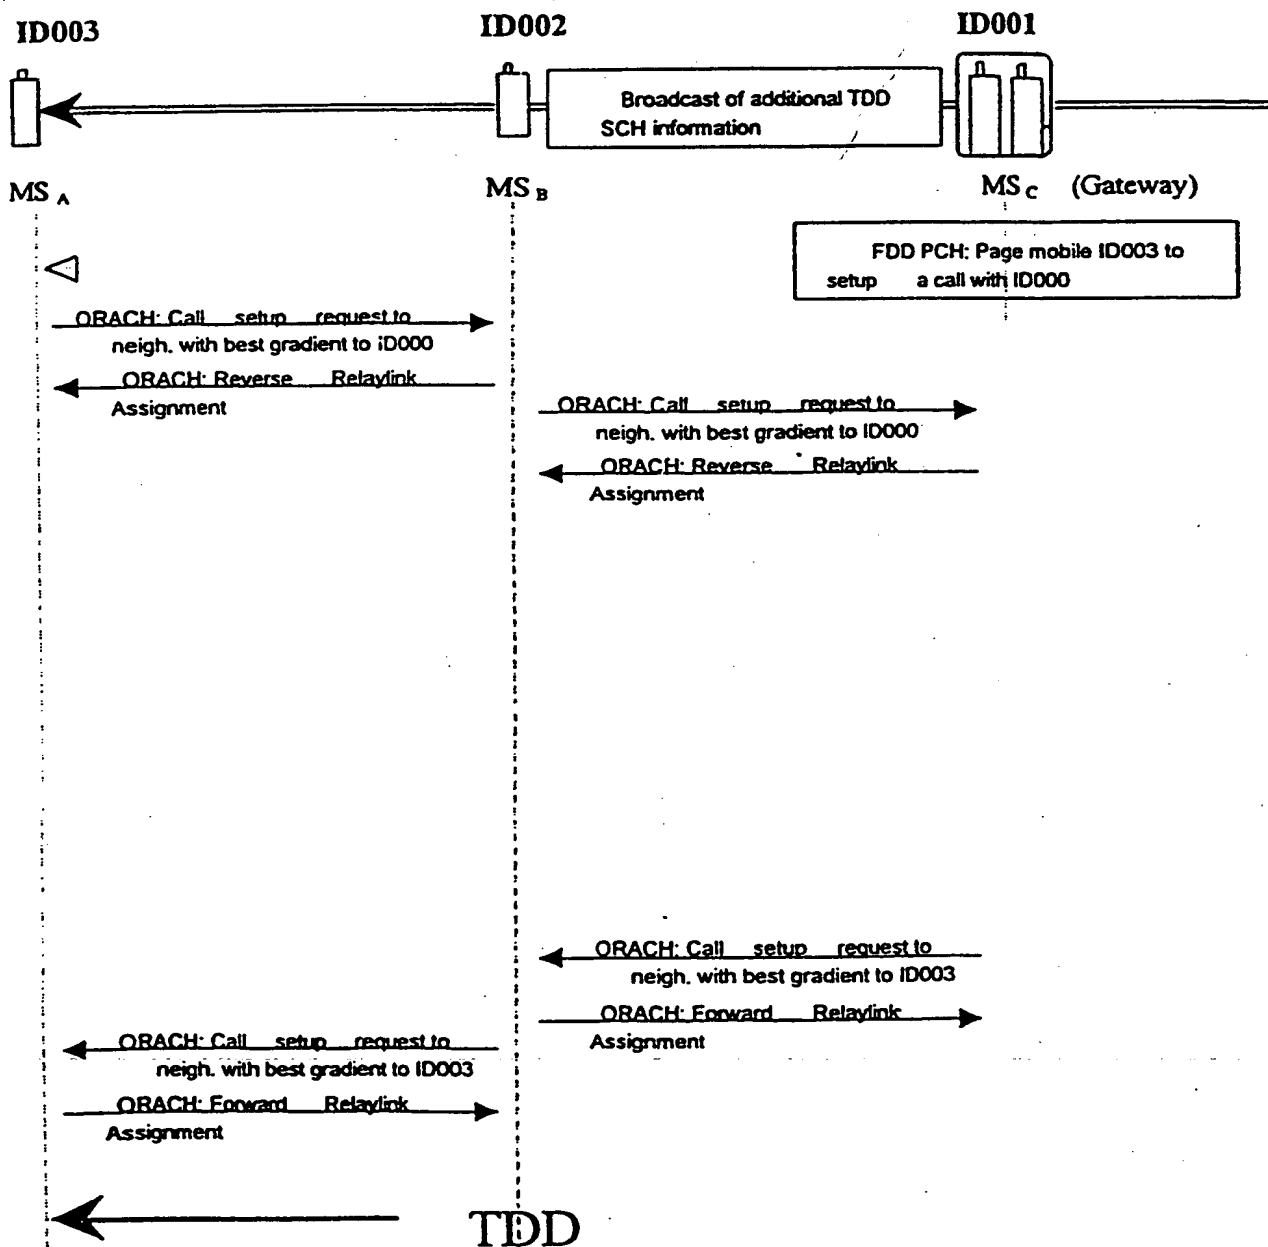 ID003
ID002
ID001
Broadcast of additional TDD
SCH information
MS A
MS B
MS C (Gateway)
FDD PCH: Page mobile ID003 to
setup a call with ID000
ORACH: Call setup request to
neigh. with best gradient to ID000
ORACH: Reverse Relaylink
Assignment
ORACH: Call setup request to
neigh. with best gradient to ID000
ORACH: Reverse Relaylink
Assignment
ORACH: Call setup request to
neigh. with best gradient to ID003
ORACH: Forward Relaylink
Assignment
ORACH: Call setup request to
neigh. with best gradient to ID003
ORACH: Forward Relaylink
Assignment
TDD